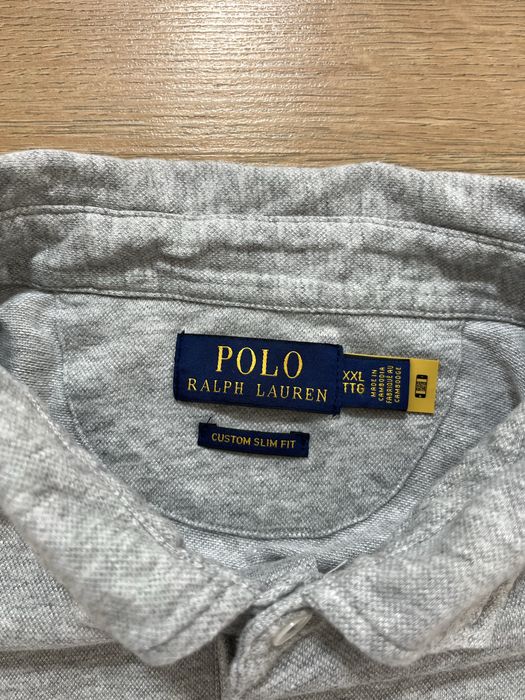 POLO
RALPH LAUREN
XXL
TTG
MADE IN
CAMBODIA
FABRIQUÉ AU
CAMBODGE
CUSTOM SLIM FIT